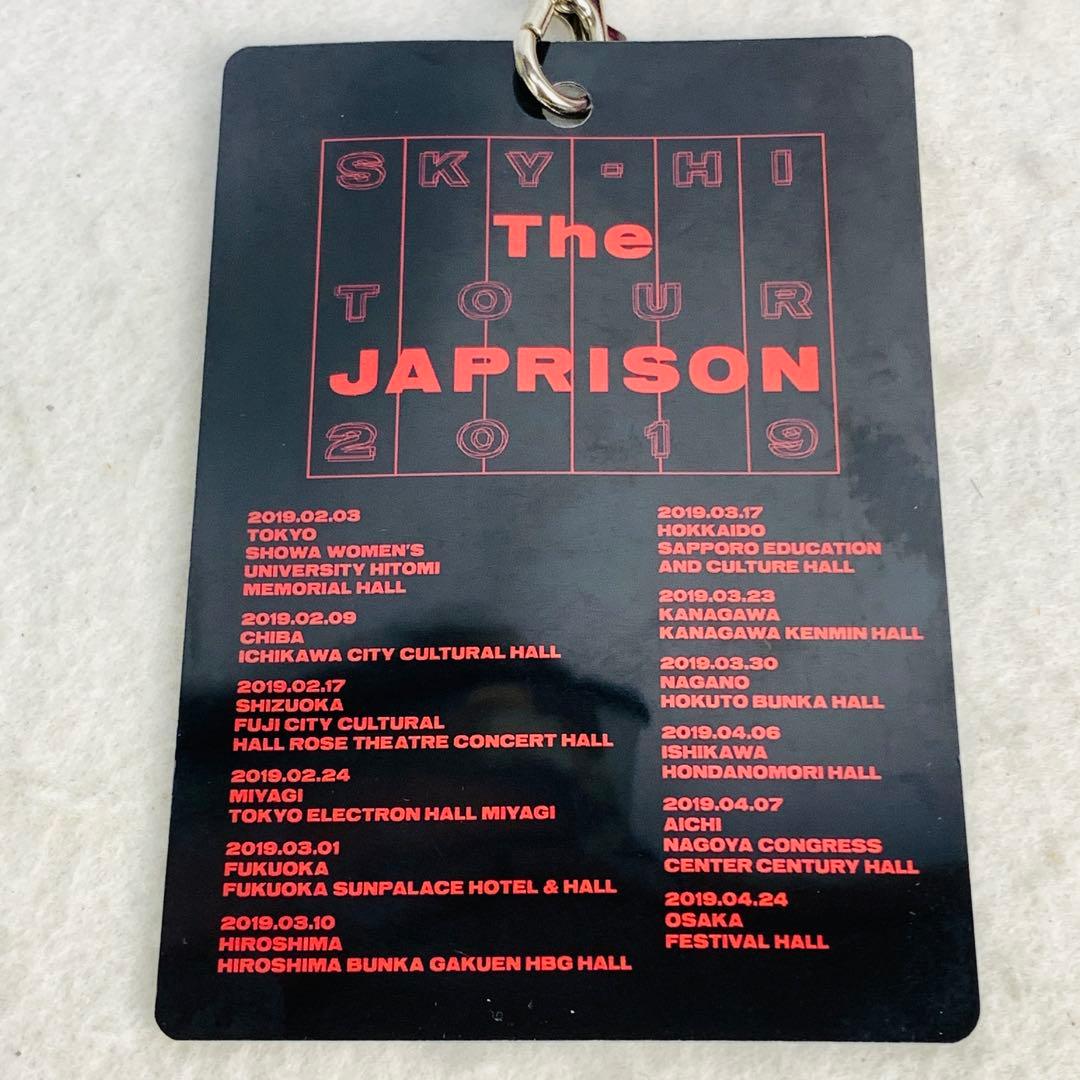 SKY-HI
The
TOUR
JAPRISON
2019
2019.02.03
TOKYO
SHOWA WOMEN'S
UNIVERSITY HITOMI
MEMORIAL HALL
2019.02.09
CHIBA
ICHIKAWA CITY CULTURAL HALL
2019.02.17
SHIZUOKA
FUJI CITY CULTURAL
HALL ROSE THEATRE CONCERT HALL
2019.02.24
MIYAGI
TOKYO ELECTRON HALL MIYAGI
2019.03.01
FUKUOKA
FUKUOKA SUNPALACE HOTEL & HALL
2019.03.10
HIROSHIMA
HIROSHIMA BUNKA GAKUEN HBG HALL
2019.03.17
HOKKAIDO
SAPPORO EDUCATION
AND CULTURE HALL
2019.03.23
KANAGAWA
KANAGAWA KENMIN HALL
2019.03.30
NAGANO
HOKUTO BUNKA HALL
2019.04.06
ISHIKAWA
HONDANOMORI HALL
2019.04.07
AICHI
NAGOYA CONGRESS
CENTER CENTURY HALL
2019.04.24
OSAKA
FESTIVAL HALL